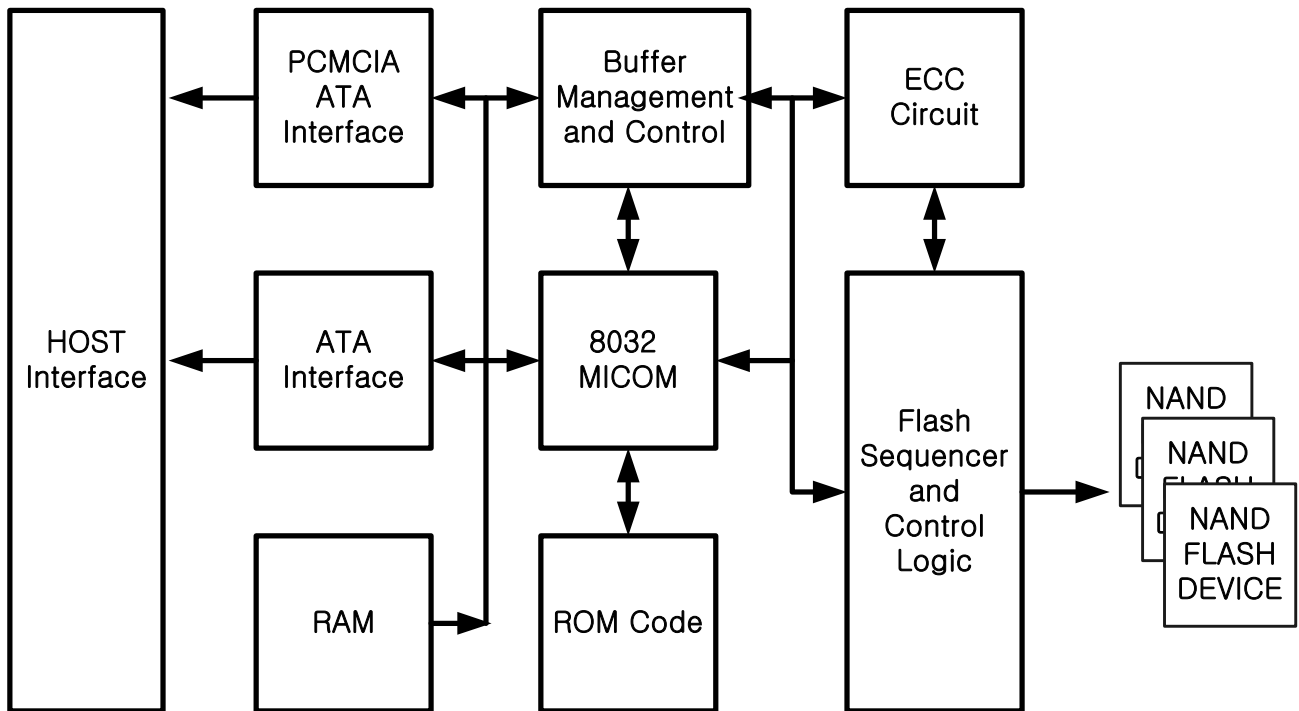 PCMCIA
ATA
Interface
Buffer
Management
and Control
ECC
Circuit
HOST
Interface
ATA
Interface
8032
MICOM
Flash
Sequencer
and
Control
Logic
RAM
ROM Code
NAND
NAND
FLASH
NAND
FLASH
DEVICE